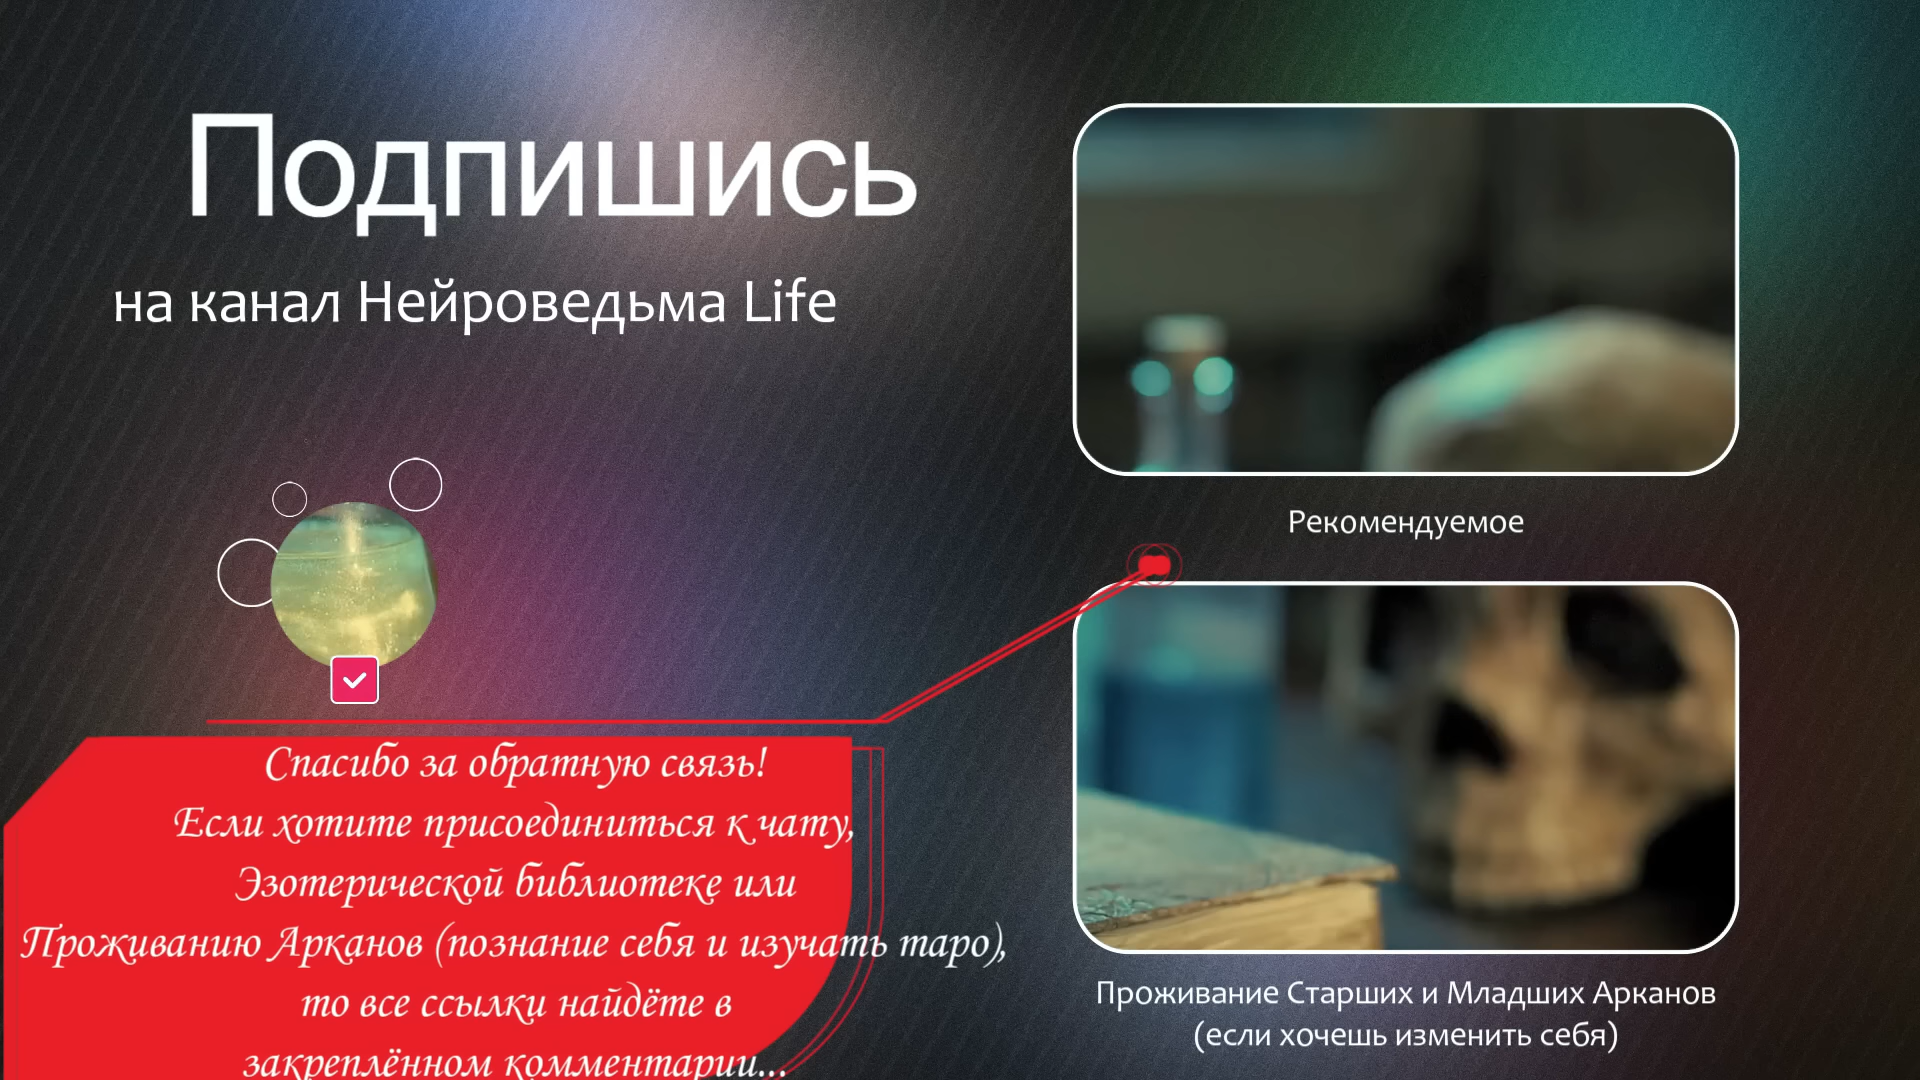 Подпишись
на канал Нейроведьма Life
Рекомендуемое
Спасибо за обратную связь!
Если хотите присоединиться к чату,
Эзотерической библиотеке или
Проживанию Арканов (познание себя и изучать таро),
то все ссылки найдёте в
закреплённом комментарии...
Проживание Старших и Младших Арканов
(если хочешь изменить себя)